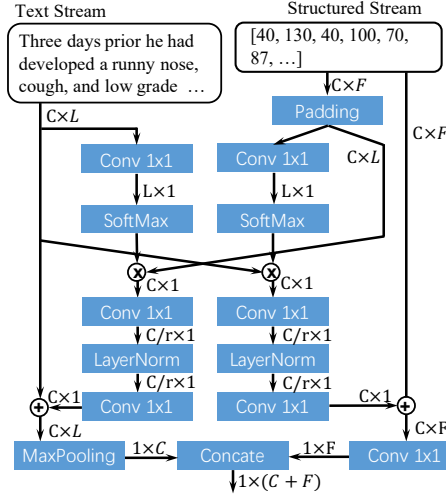 Text Stream
Structured Stream
Three days prior he had
developed a runny nose,
cough, and low grade …
[40, 130, 40, 100, 70,
87, …]
C×L
C×F
Padding
C×L
C×F
Conv 1x1
Conv 1x1
L×1
L×1
SoftMax
SoftMax
x
x
C×1
C×1
Conv 1x1
Conv 1x1
C/r×1
C/r×1
LayerNorm
LayerNorm
C/r×1
C/r×1
+
C×1
Conv 1x1
Conv 1x1
C×1
+
C×L
C×F
MaxPooling
1×C
Concate
1×F
Conv 1x1
1×(C + F)